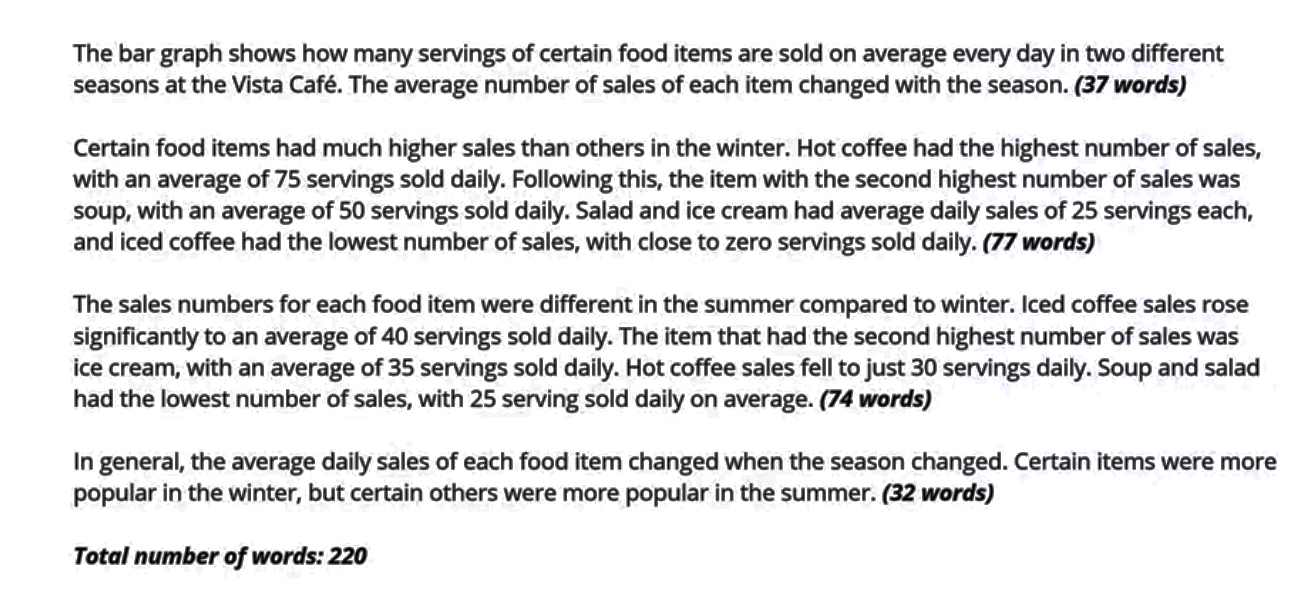 The bar graph shows how many servings of certain food items are sold on average every day in two different
seasons at the Vista Café. The average number of sales of each item changed with the season. (37 words)
Certain food items had much higher sales than others in the winter. Hot coffee had the highest number of sales,
with an average of 75 servings sold daily. Following this, the item with the second highest number of sales was
soup, with an average of 50 servings sold daily. Salad and ice cream had average daily sales of 25 servings each,
and iced coffee had the lowest number of sales, with close to zero servings sold daily. (77 words)
The sales numbers for each food item were different in the summer compared to winter. Iced coffee sales rose
significantly to an average of 40 servings sold daily. The item that had the second highest number of sales was
ice cream, with an average of 35 servings sold daily. Hot coffee sales fell to just 30 servings daily. Soup and salad
had the lowest number of sales, with 25 serving sold daily on average. (74 words)
In general, the average daily sales of each food item changed when the season changed. Certain items were more
popular in the winter, but certain others were more popular in the summer. (32 words)
Total number of words: 220